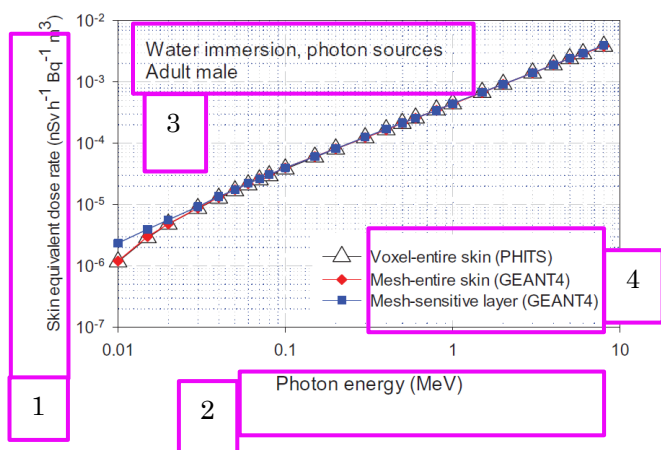 10⁻²
10⁻³
10⁻⁴
10⁻⁵
10⁻⁶
10⁻⁷
Skin equivalent dose rate (nSv h⁻¹ Bq⁻¹ m³)
Water immersion, photon sources
Adult male
3
Voxel-entire skin (PHITS)
Mesh-entire skin (GEANT4)
Mesh-sensitive layer (GEANT4)
4
0.01
0.1
1
10
Photon energy (MeV)
1
2